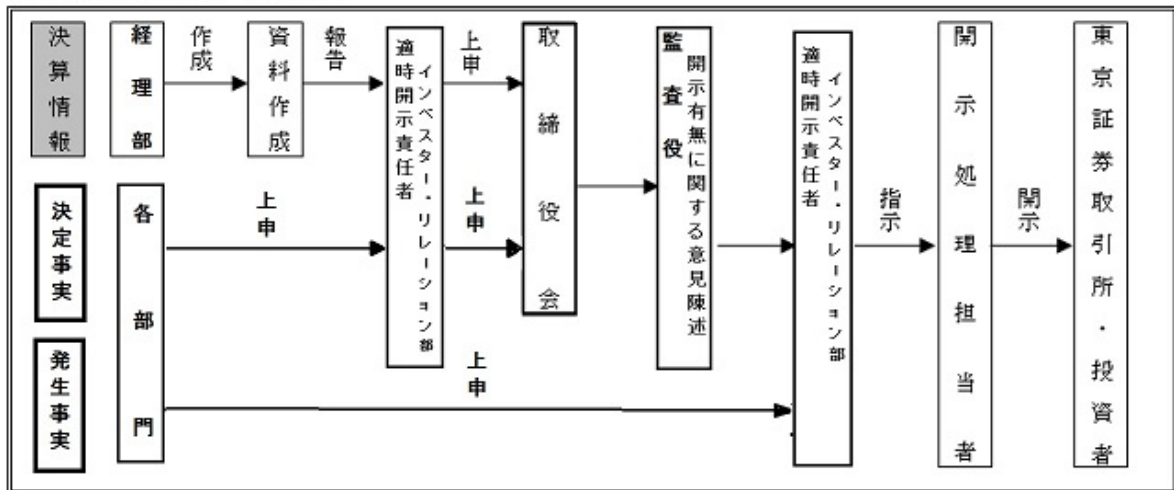 決算情報
経理部
作成
資料作成
報告
適時開示責任者
インベスター・リレーション部
上申
取締役会
監査役
開示有無に関する意見陳述
適時開示責任者
インベスター・リレーション部
指示
開示処理担当者
開示
東京証券取引所・投資者
決定事実
各部門
上申
上申
発生事実
上申